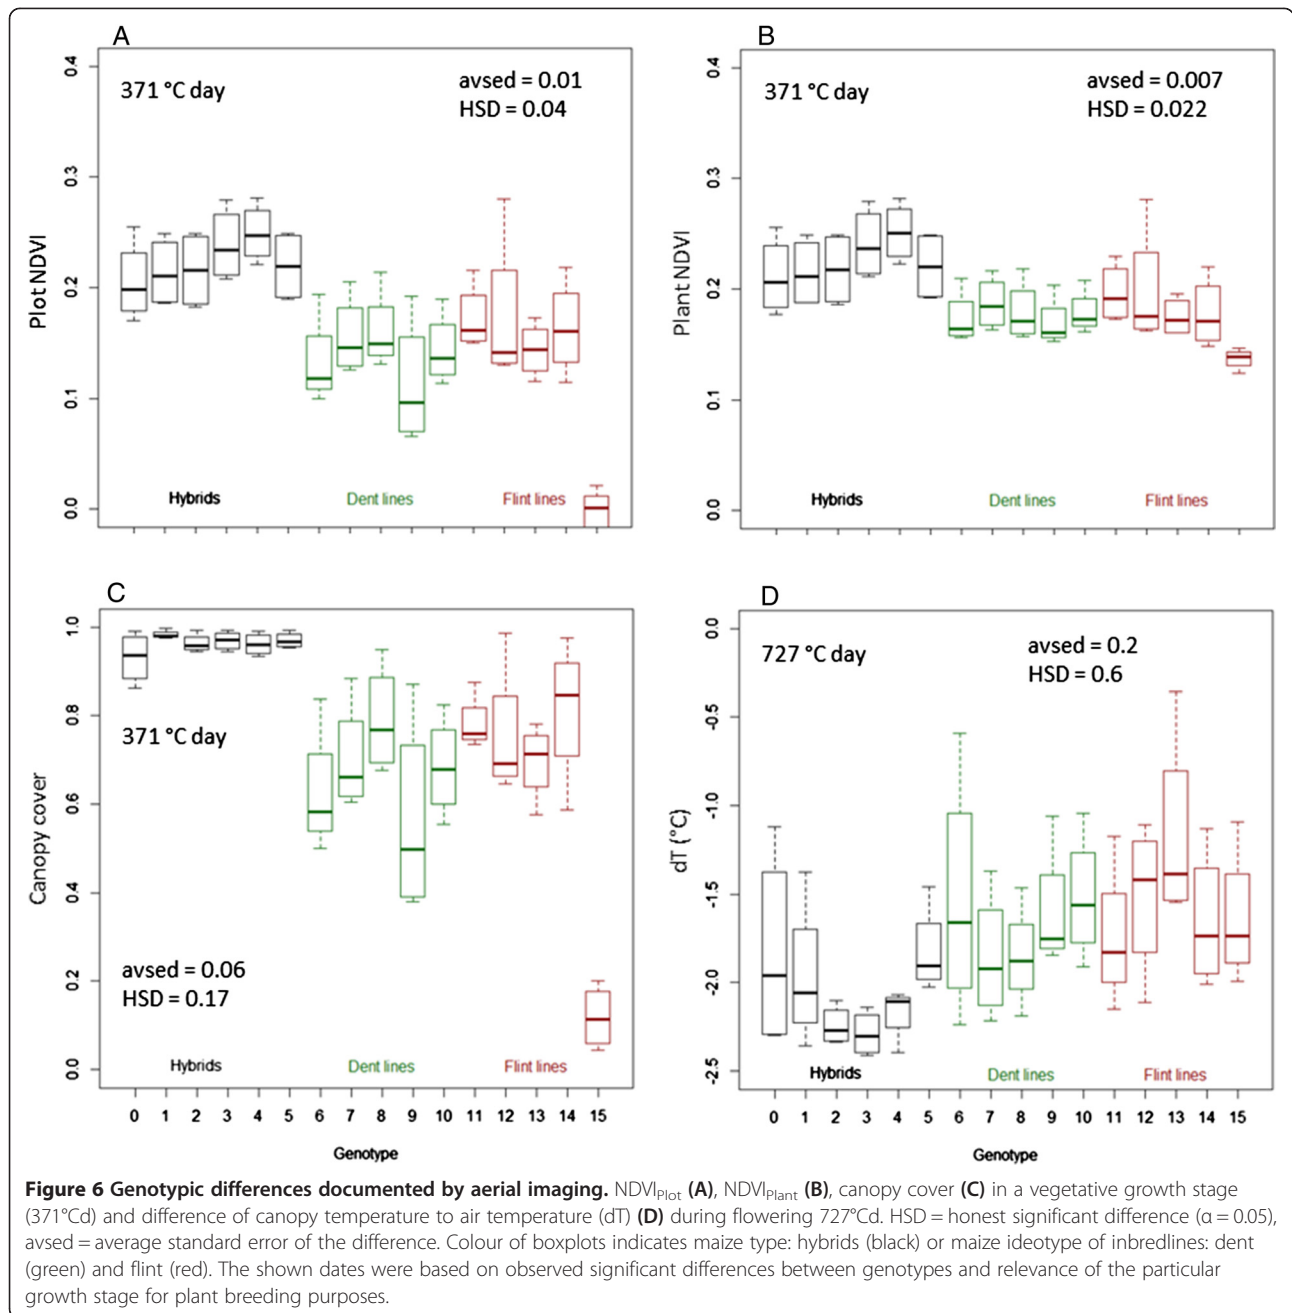 A
371 °C day
avsed = 0.01
HSD = 0.04
Plot NDVI
0.4
0.3
0.2
0.1
0.0
Hybrids
Dent lines
Flint lines
B
371 °C day
avsed = 0.007
HSD = 0.022
Plant NDVI
0.4
0.3
0.2
0.1
0.0
Hybrids
Dent lines
Flint lines
C
371 °C day
avsed = 0.06
HSD = 0.17
Canopy cover
1.0
0.8
0.6
0.4
0.2
0.0
Hybrids
Dent lines
Flint lines
0 1 2 3 4 5 6 7 8 9 10 11 12 13 14 15
Genotype
D
727 °C day
avsed = 0.2
HSD = 0.6
dT (°C)
0.0
-0.5
-1.0
-1.5
-2.0
-2.5
Hybrids
Dent lines
Flint lines
0 1 2 3 4 5 6 7 8 9 10 11 12 13 14 15
Genotype
Figure 6 Genotypic differences documented by aerial imaging. NDVIPlot (A), NDVIPlant (B), canopy cover (C) in a vegetative growth stage
(371°Cd) and difference of canopy temperature to air temperature (dT) (D) during flowering 727°Cd. HSD = honest significant difference (α = 0.05),
avsed = average standard error of the difference. Colour of boxplots indicates maize type: hybrids (black) or maize ideotype of inbredlines: dent
(green) and flint (red). The shown dates were based on observed significant differences between genotypes and relevance of the particular
growth stage for plant breeding purposes.